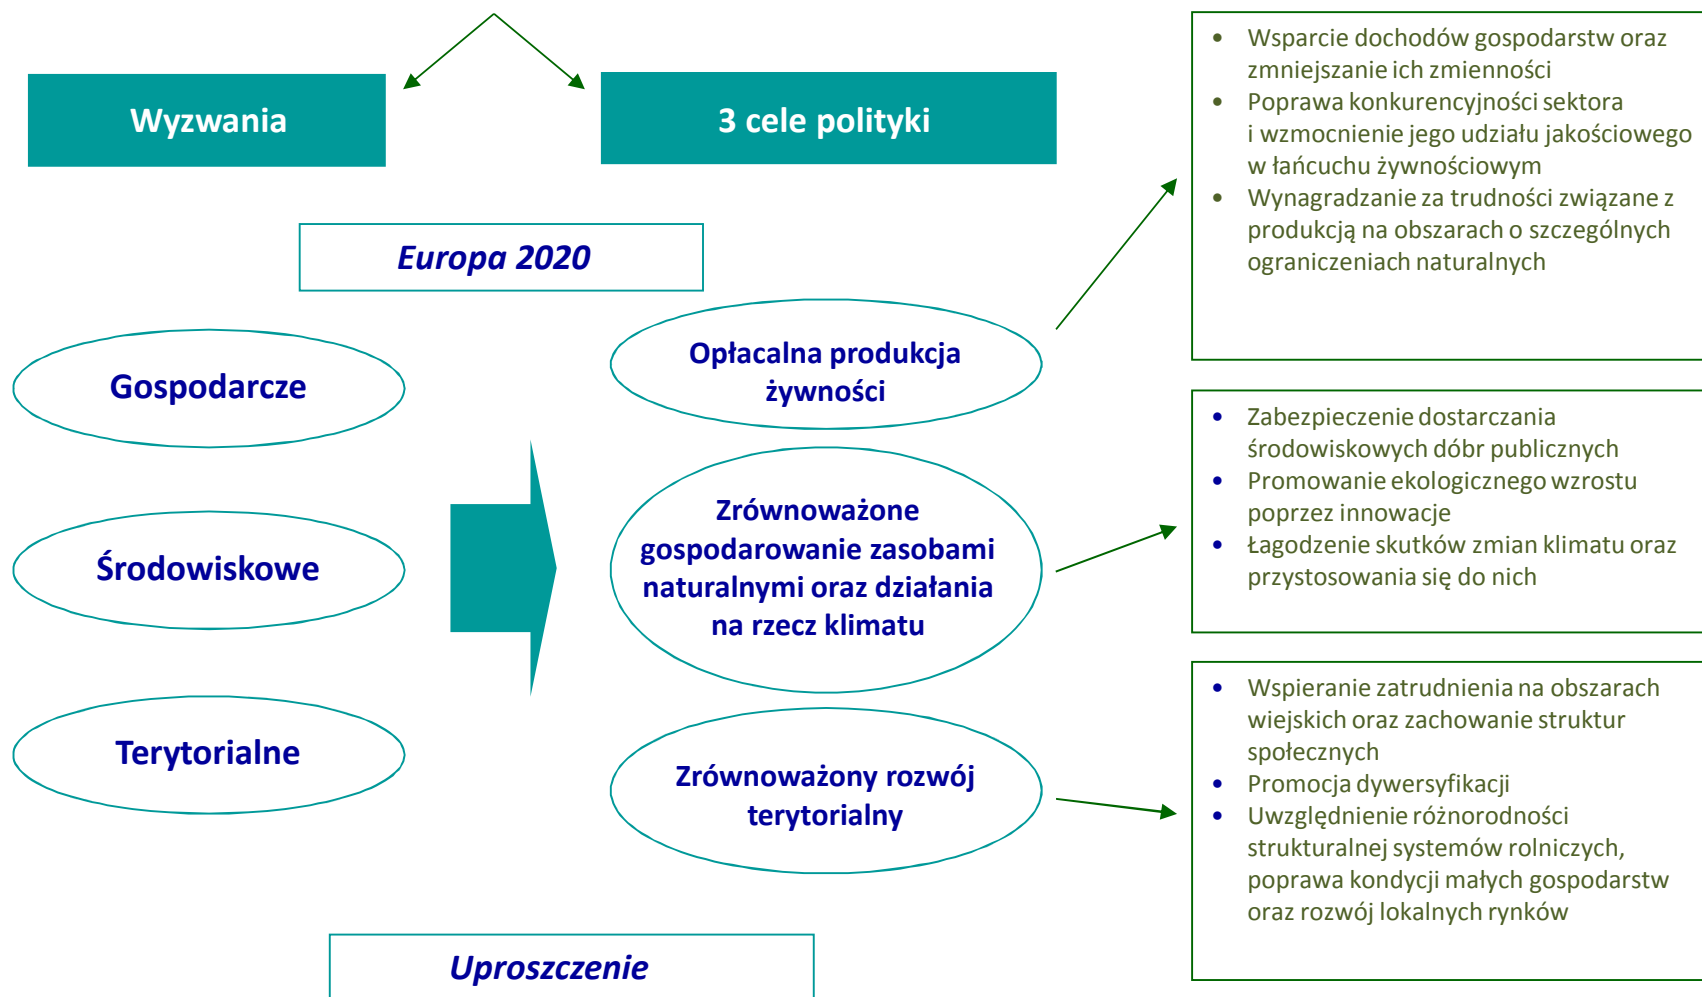 Wyzwania
3 cele polityki
Europa 2020
Gospodarcze
Środowiskowe
Terytorialne
Opłacalna produkcja
żywności
Zrównoważone
gospodarowanie zasobami
naturalnymi oraz działania
na rzecz klimatu
Zrównoważony rozwój
terytorialny
• Wsparcie dochodów gospodarstw oraz
zmniejszanie ich zmienności
• Poprawa konkurencyjności sektora
i wzmocnienie jego udziału jakościowego
w łańcuchu żywnościowym
• Wynagradzanie za trudności związane z
produkcją na obszarach o szczególnych
ograniczeniach naturalnych
• Zabezpieczenie dostarczania
środowiskowych dóbr publicznych
• Promowanie ekologicznego wzrostu
poprzez innowacje
• Łagodzenie skutków zmian klimatu oraz
przystosowania się do nich
• Wspieranie zatrudnienia na obszarach
wiejskich oraz zachowanie struktur
społecznych
• Promocja dywersyfikacji
• Uwzględnienie różnorodności
strukturalnej systemów rolniczych,
poprawa kondycji małych gospodarstw
oraz rozwój lokalnych rynków
Uproszczenie